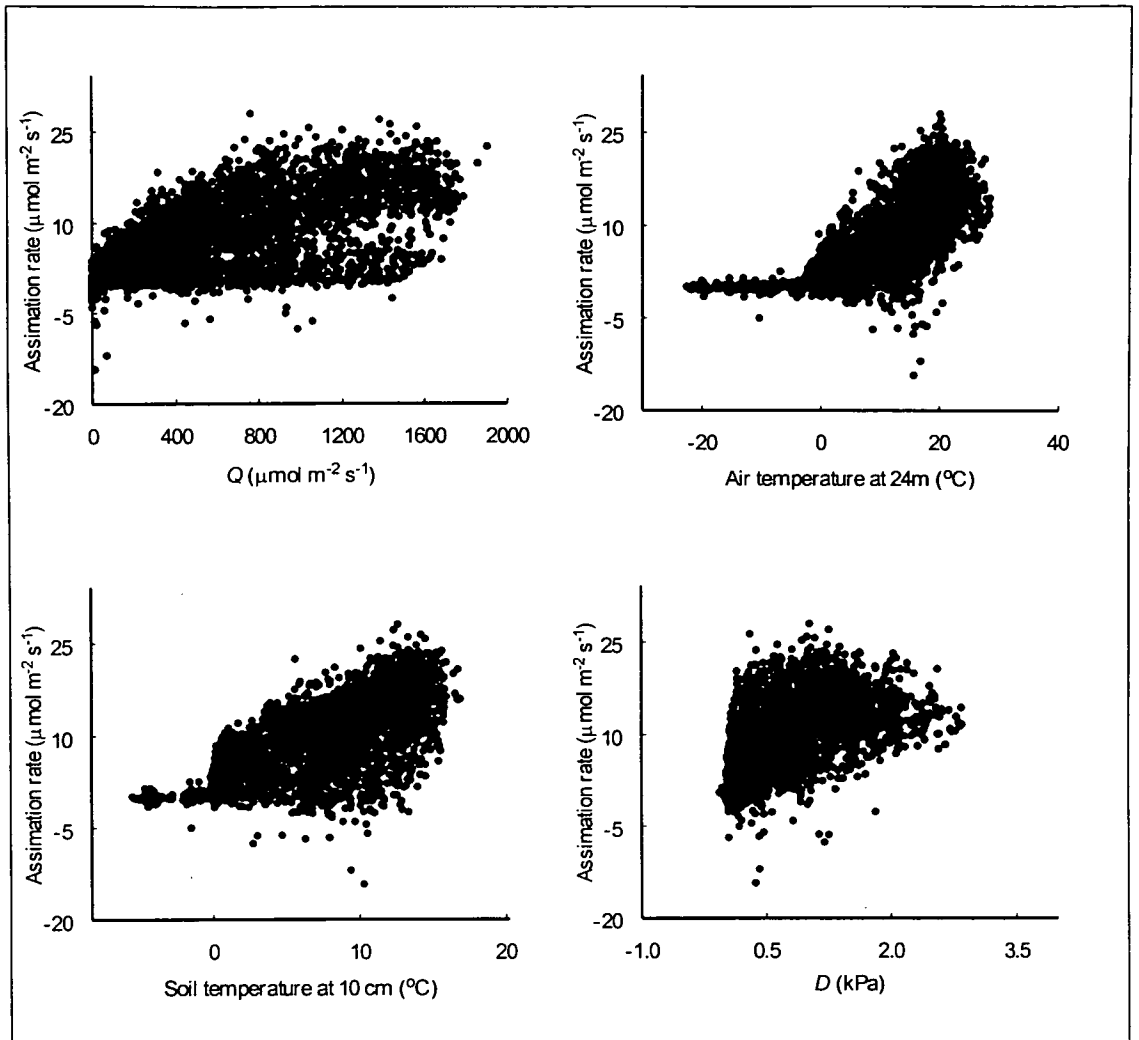 Assimation rate (μmol m⁻² s⁻¹)
25
10
-5
-20
0 400 800 1200 1600 2000
Q (μmol m⁻² s⁻¹)
Assimation rate (μmol m⁻² s⁻¹)
25
10
-5
-20
-20 0 20 40
Air temperature at 24m (°C)
Assimation rate (μmol m⁻² s⁻¹)
25
10
-5
-20
0 10 20
Soil temperature at 10 cm (°C)
Assimation rate (μmol m⁻² s⁻¹)
25
10
-5
-20
-1.0 0.5 2.0 3.5
D (kPa)